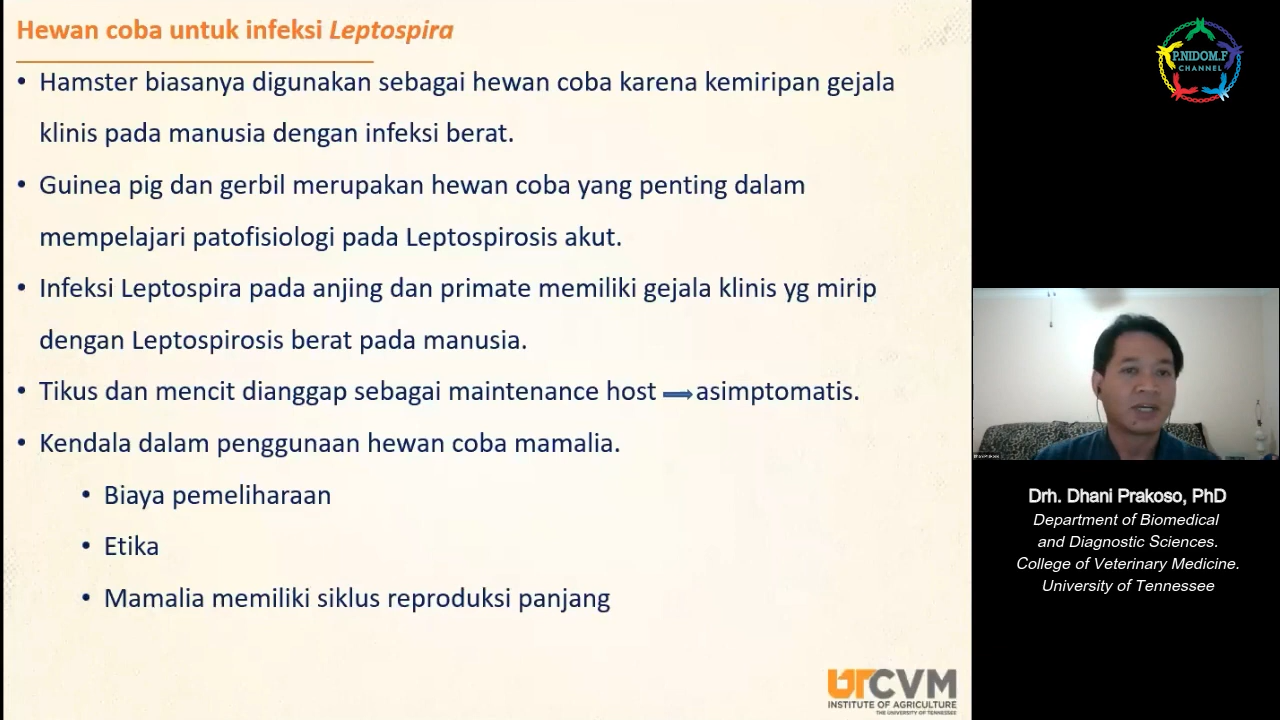 Hewan coba untuk infeksi Leptospira
• Hamster biasanya digunakan sebagai hewan coba karena kemiripan gejala
klinis pada manusia dengan infeksi berat.
• Guinea pig dan gerbil merupakan hewan coba yang penting dalam
mempelajari patofisiologi pada Leptospirosis akut.
• Infeksi Leptospira pada anjing dan primate memiliki gejala klinis yg mirip
dengan Leptospirosis berat pada manusia.
• Tikus dan mencit dianggap sebagai maintenance host → asimptomatis.
• Kendala dalam penggunaan hewan coba mamalia.
• Biaya pemeliharaan
• Etika
• Mamalia memiliki siklus reproduksi panjang
UTCVM
INSTITUTE OF AGRICULTURE
THE UNIVERSITY OF TENNESSEE
P.NIDOM.F
CHANNEL
Drh. Dhani Prakoso, PhD
Department of Biomedical
and Diagnostic Sciences.
College of Veterinary Medicine.
University of Tennessee